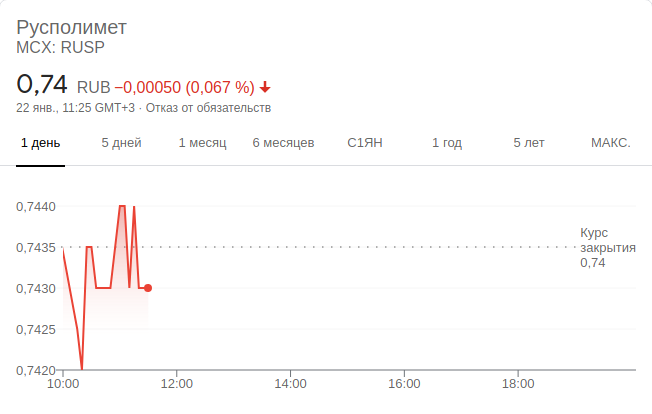 Русполимет
MCX: RUSP
0,74 RUB −0,00050 (0,067 %)
22 янв., 11:25 GMT+3 · Отказ от обязательств
1 день 5 дней 1 месяц 6 месяцев С1ЯН 1 год 5 лет МАКС.
0,7440
0,7435
0,7430
0,7425
0,7420
Курс
закрытия
0,74
10:00 12:00 14:00 16:00 18:00